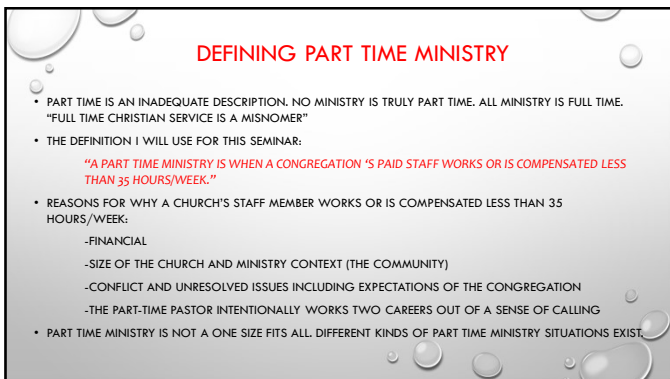 DEFINING PART TIME MINISTRY
• PART TIME IS AN INADEQUATE DESCRIPTION. NO MINISTRY IS TRULY PART TIME. ALL MINISTRY IS FULL TIME.
“FULL TIME CHRISTIAN SERVICE IS A MISNOMER”
• THE DEFINITION I WILL USE FOR THIS SEMINAR:
“A PART TIME MINISTRY IS WHEN A CONGREGATION ‘S PAID STAFF WORKS OR IS COMPENSATED LESS
THAN 35 HOURS/WEEK.”
• REASONS FOR WHY A CHURCH’S STAFF MEMBER WORKS OR IS COMPENSATED LESS THAN 35
HOURS/WEEK:
-FINANCIAL
-SIZE OF THE CHURCH AND MINISTRY CONTEXT (THE COMMUNITY)
-CONFLICT AND UNRESOLVED ISSUES INCLUDING EXPECTATIONS OF THE CONGREGATION
-THE PART-TIME PASTOR INTENTIONALLY WORKS TWO CAREERS OUT OF A SENSE OF CALLING
• PART TIME MINISTRY IS NOT A ONE SIZE FITS ALL. DIFFERENT KINDS OF PART TIME MINISTRY SITUATIONS EXIST.